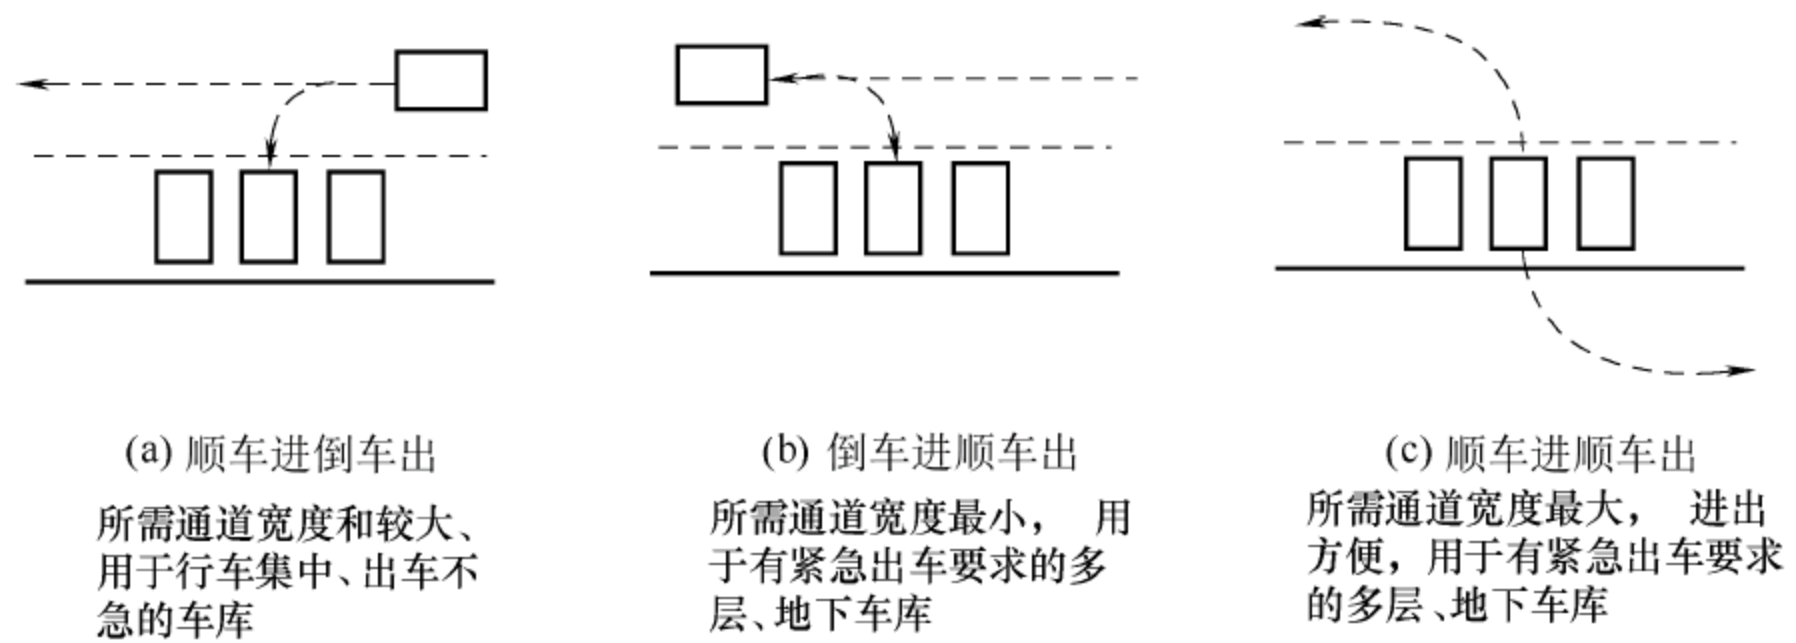 (a) 顺车进倒车出
所需通道宽度和较大、
用于行车集中、出车不
急的车库
(b) 倒车进顺车出
所需通道宽度最小， 用
于有紧急出车要求的多
层、地下车库
(c) 顺车进顺车出
所需通道宽度最大， 进出
方便，用于有紧急出车要求
的多层、地下车库